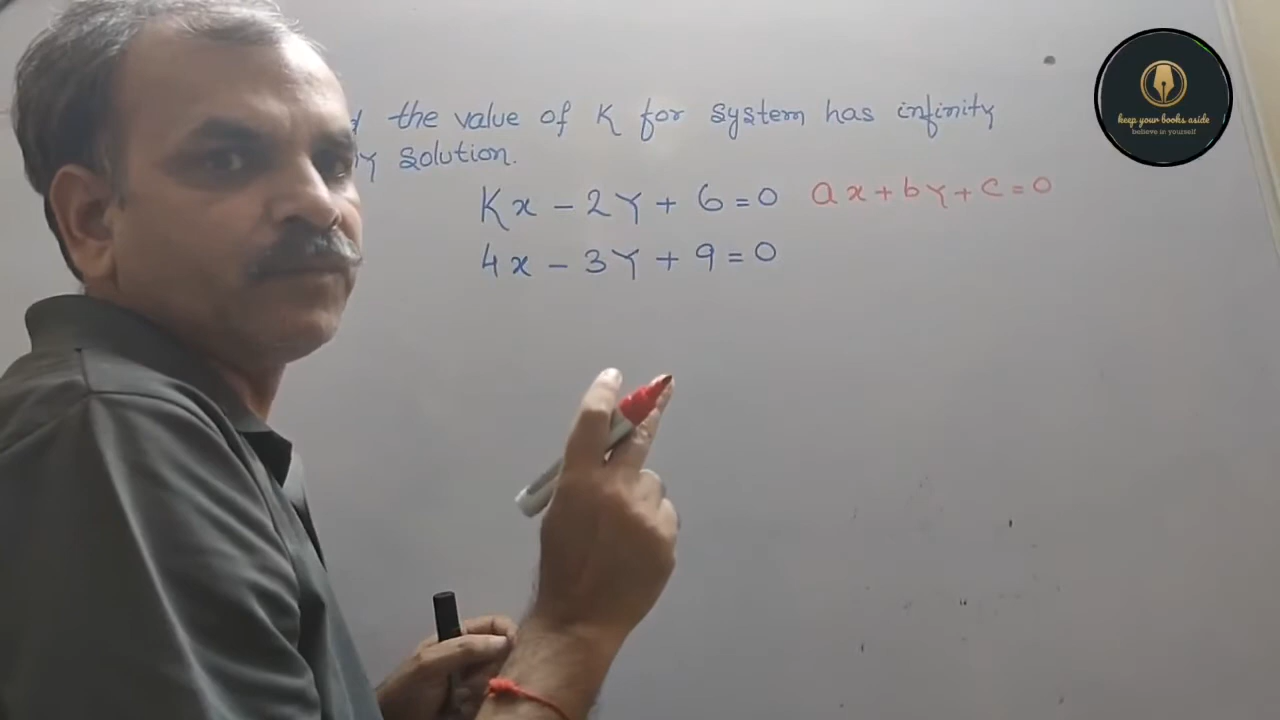 the value of K for system has infinity
solution.
Kx - 2Y + 6 = 0 ax + bY + c = 0
4x - 3Y + 9 = 0
keep your books aside
believe in yourself